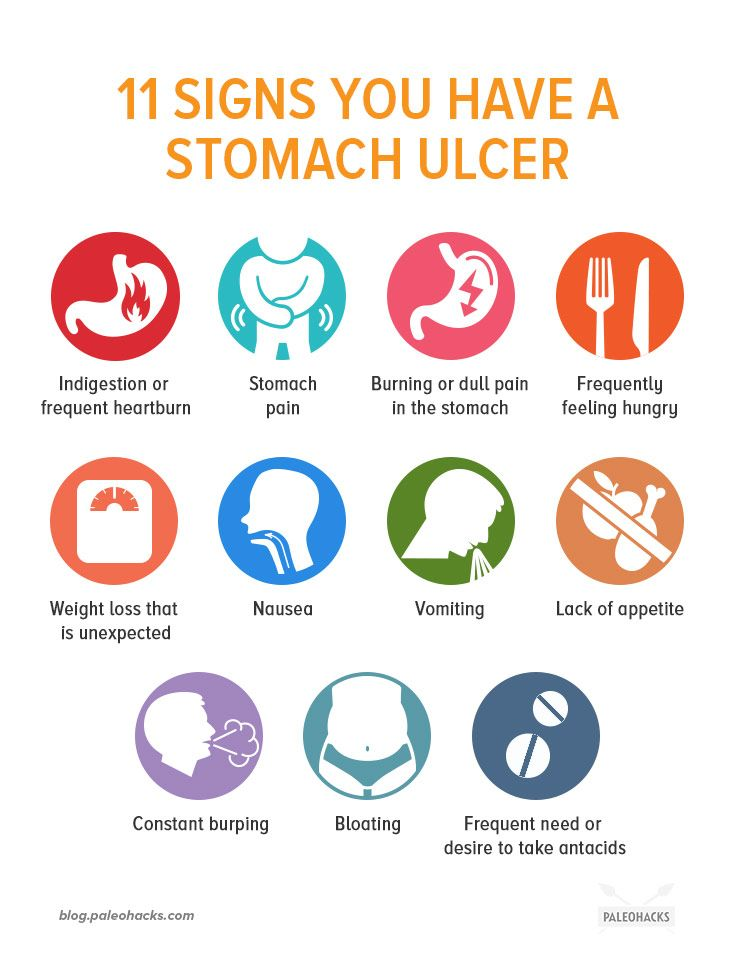 11 SIGNS YOU HAVE A
STOMACH ULCER
Indigestion or
frequent heartburn
Stomach
pain
Burning or dull pain
in the stomach
Frequently
feeling hungry
Weight loss that
is unexpected
Nausea
Vomiting
Lack of appetite
Constant burping
Bloating
Frequent need or
desire to take antacids
blog.paleohacks.com
PALEOHACKS